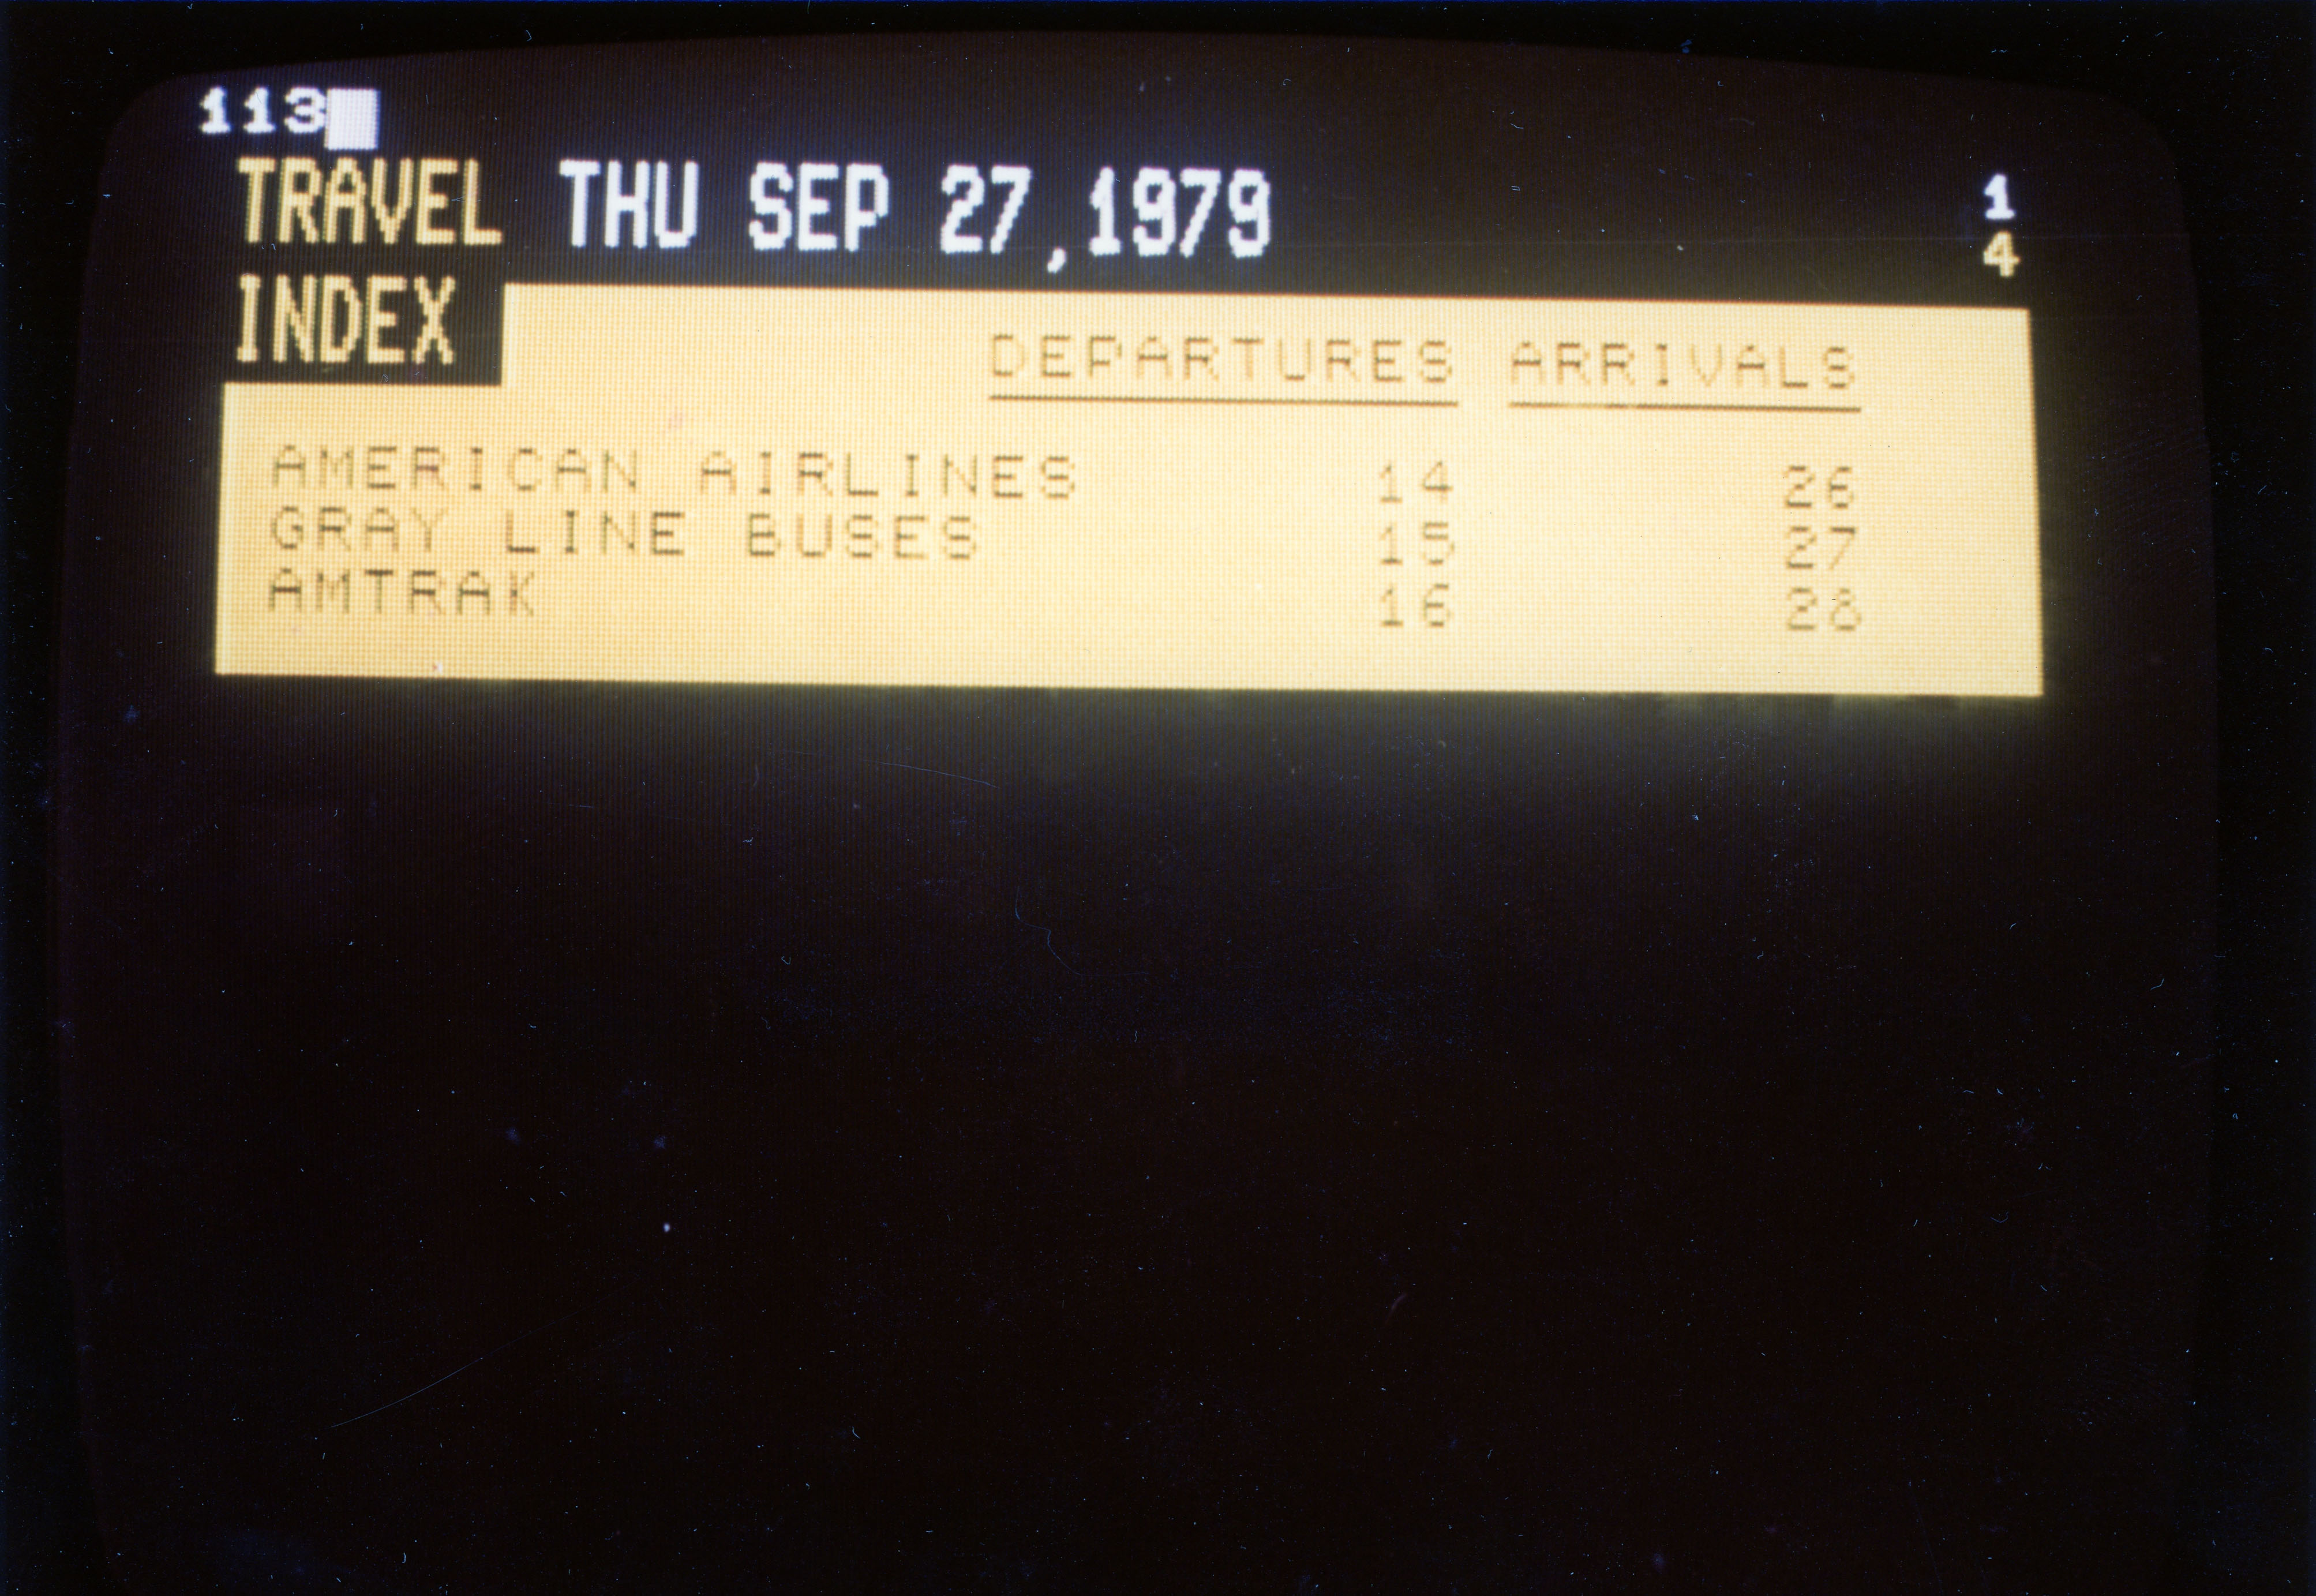 113
TRAVEL THU SEP 27,1979 1
4
INDEX
DEPARTURES ARRIVALS
AMERICAN AIRLINES 14 26
GRAY LINE BUSES 15 27
AMTRAK 16 28